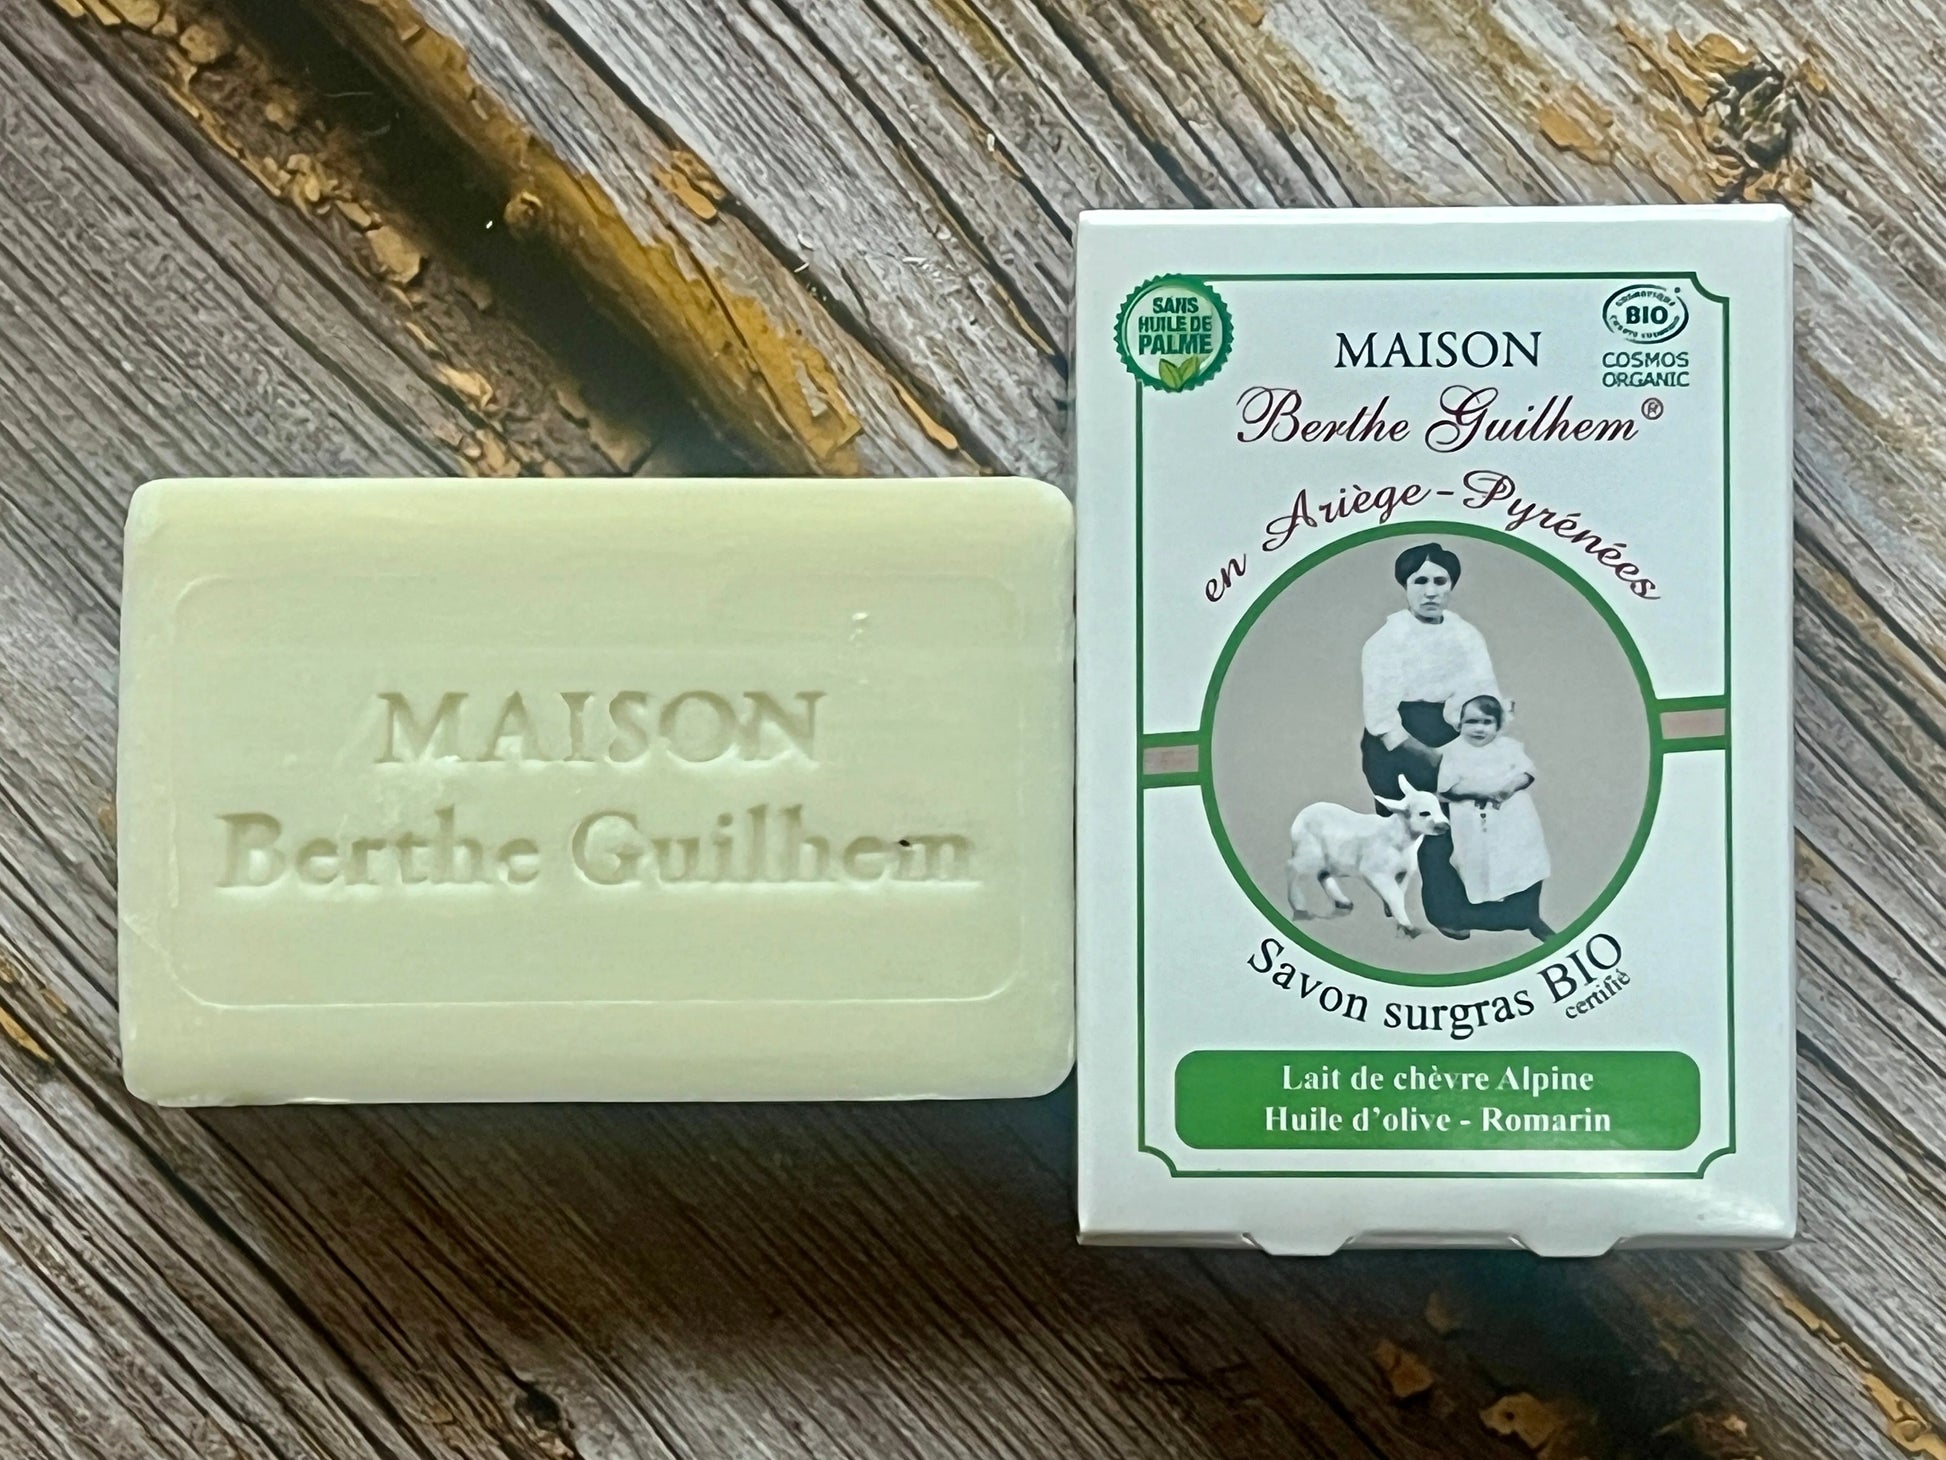 MAISON
Berthe Guilhem
SANS
HUILE DE
PALME
BIO
COSMOS
ORGANIC
MAISON
Berthe Guilhem®
en Ariège - Pyrénées
Savon surgras BIO
certifié
Lait de chèvre Alpine
Huile d'olive - Romarin